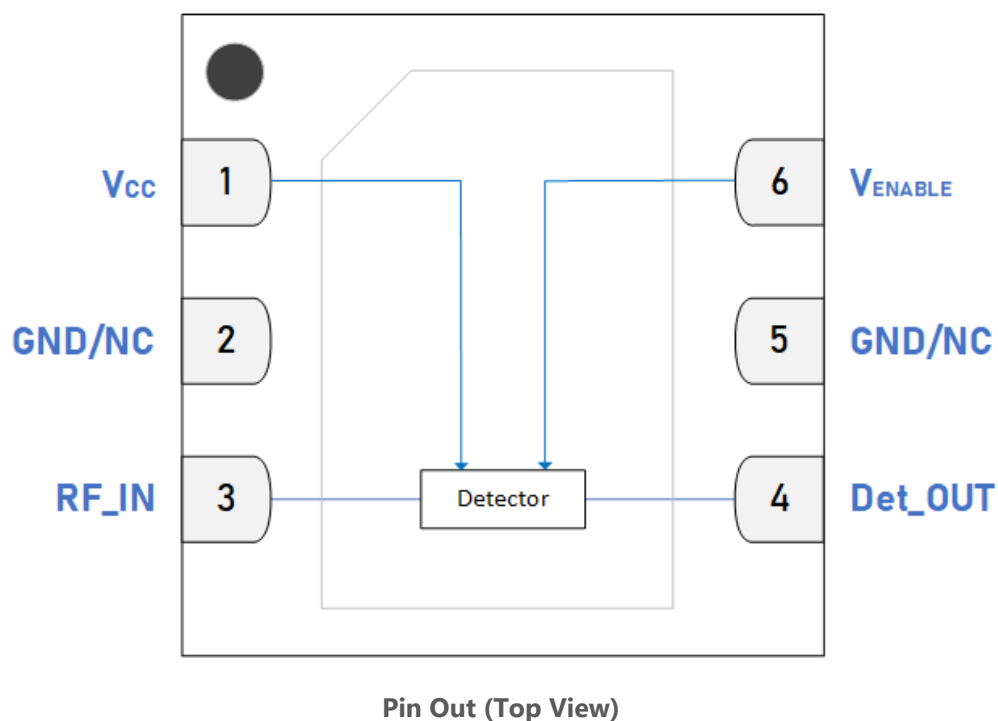 VCC 1 6 VENABLE
GND/NC 2 5 GND/NC
RF_IN 3 Detector 4 Det_OUT
Pin Out (Top View)